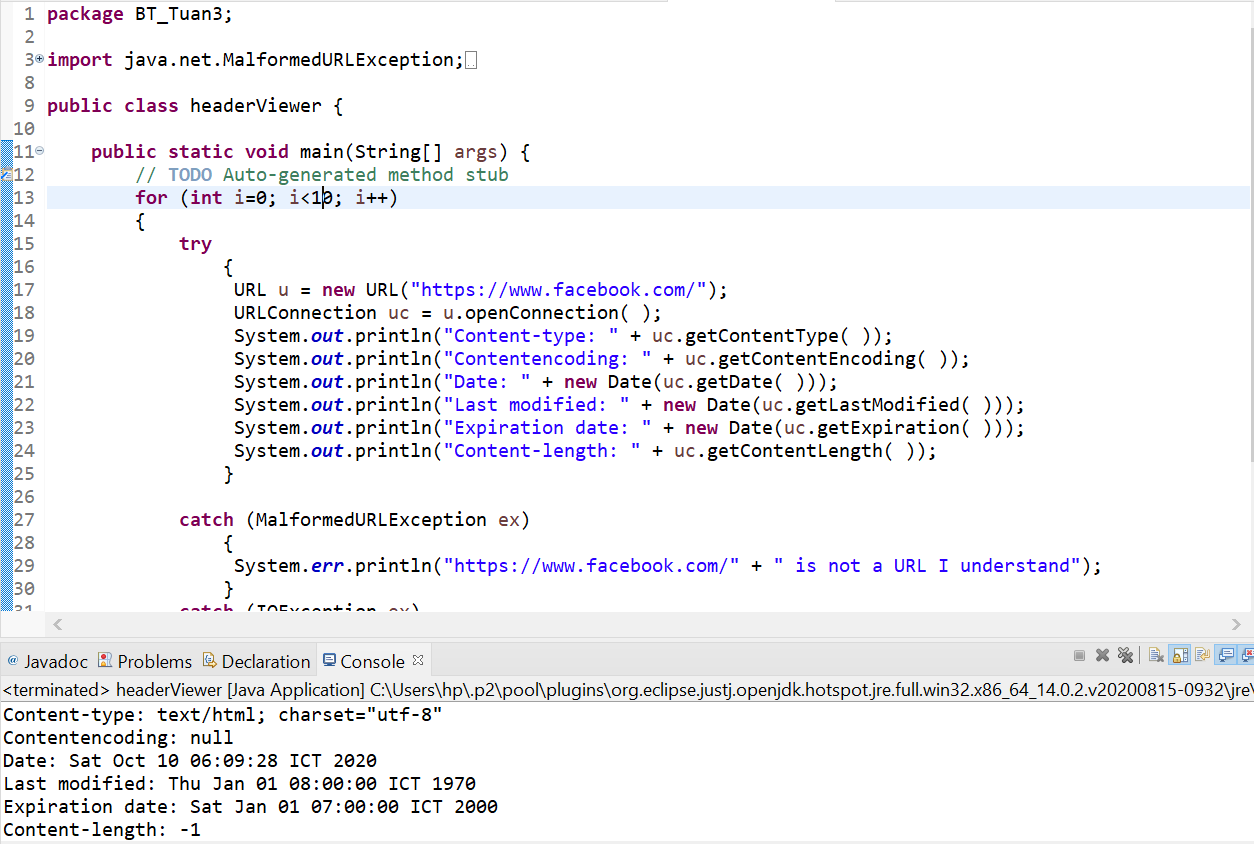 1 package BT_Tuan3;
2
3 import java.net.MalformedURLException;
8
9 public class headerViewer {
10
11 public static void main(String[] args) {
12 // TODO Auto-generated method stub
13 for (int i=0; i<10; i++)
14 {
15 try
16 {
17 URL u = new URL("https://www.facebook.com/");
18 URLConnection uc = u.openConnection( );
19 System.out.println("Content-type: " + uc.getContentType( ));
20 System.out.println("Contentencoding: " + uc.getContentEncoding( ));
21 System.out.println("Date: " + new Date(uc.getDate( )));
22 System.out.println("Last modified: " + new Date(uc.getLastModified( )));
23 System.out.println("Expiration date: " + new Date(uc.getExpiration( )));
24 System.out.println("Content-length: " + uc.getContentLength( ));
25 }
26
27 catch (MalformedURLException ex)
28 {
29 System.err.println("https://www.facebook.com/" + " is not a URL I understand");
30 }
31 catch (IOException ex)
@ Javadoc Problems Declaration Console
<terminated> headerViewer [Java Application] C:\Users\hp\.p2\pool\plugins\org.eclipse.justj.openjdk.hotspot.jre.full.win32.x86_64_14.0.2.v20200815-0932\jre\
Content-type: text/html; charset="utf-8"
Contentencoding: null
Date: Sat Oct 10 06:09:28 ICT 2020
Last modified: Thu Jan 01 08:00:00 ICT 1970
Expiration date: Sat Jan 01 07:00:00 ICT 2000
Content-length: -1